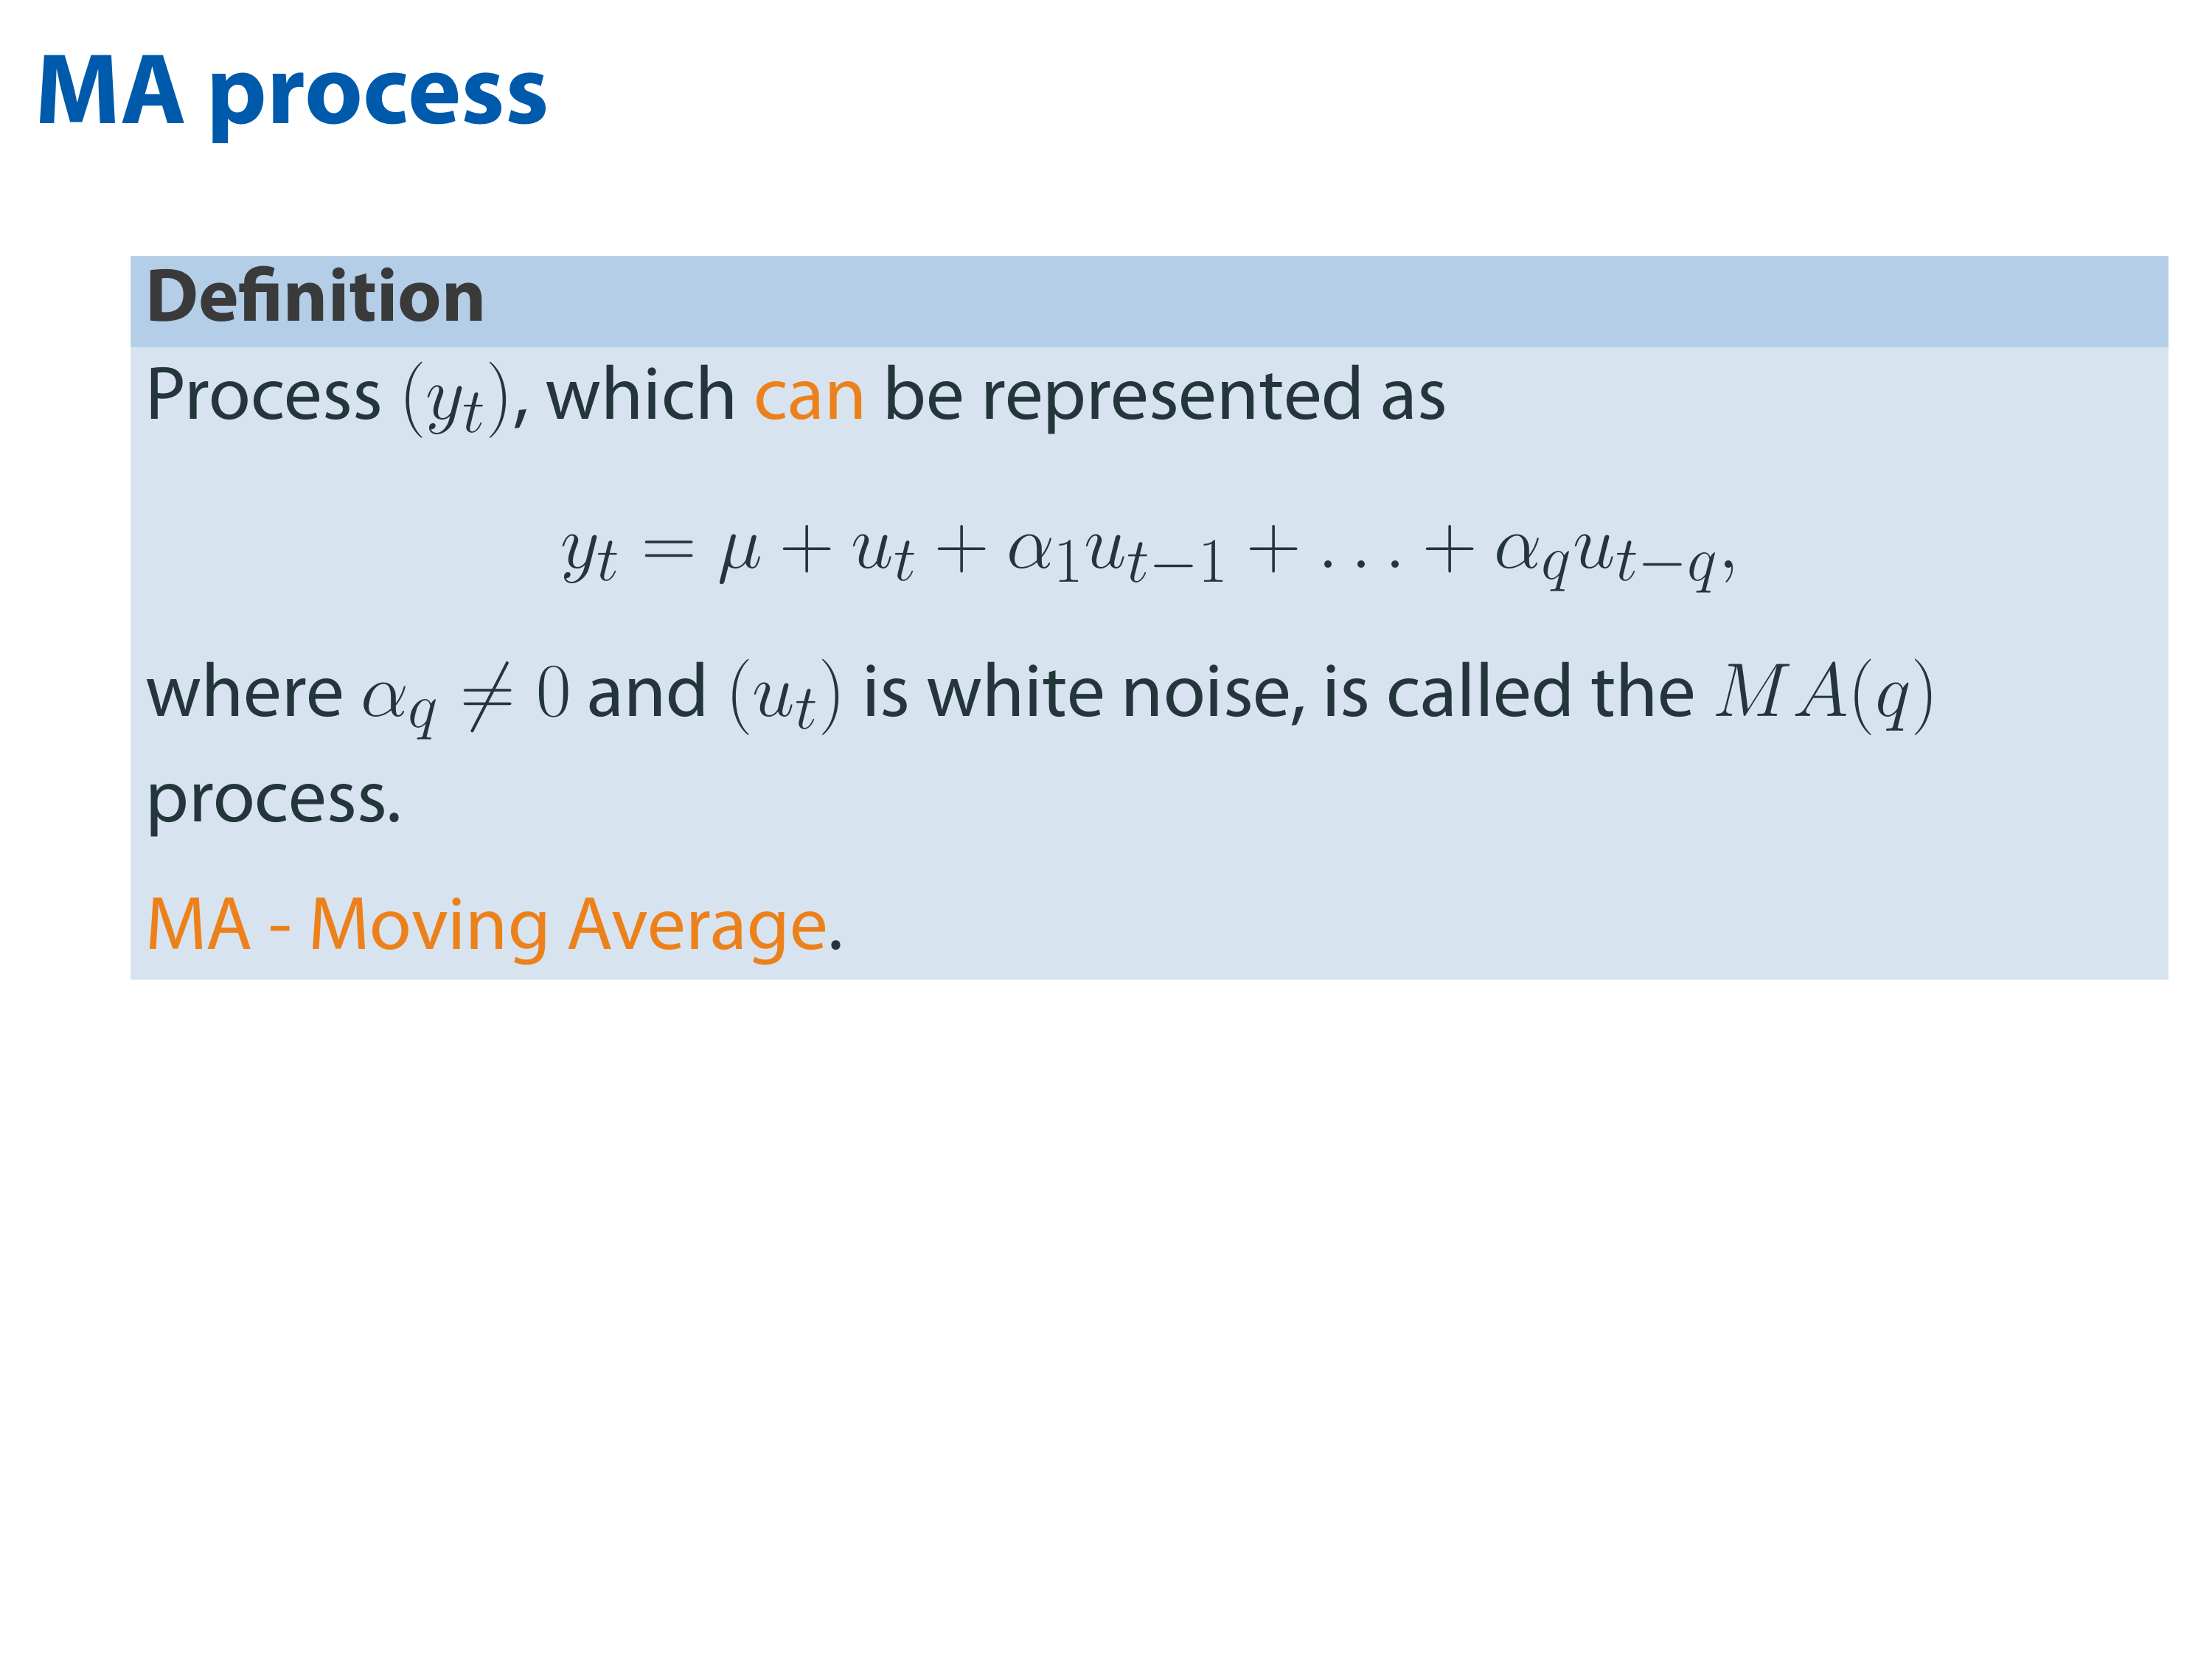 MA process
Definition
Process (y_t), which can be represented as
y_t = μ + u_t + α_1u_{t−1} + … + α_qu_{t−q},
where α_q ≠ 0 and (u_t) is white noise, is called the MA(q)
process.
MA - Moving Average.